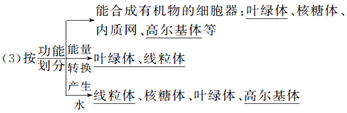 能合成有机物的细胞器：叶绿体、核糖体、
内质网、高尔基体等
(3)按功能划分
能量转换
叶绿体、线粒体
产生水
线粒体、核糖体、叶绿体、高尔基体